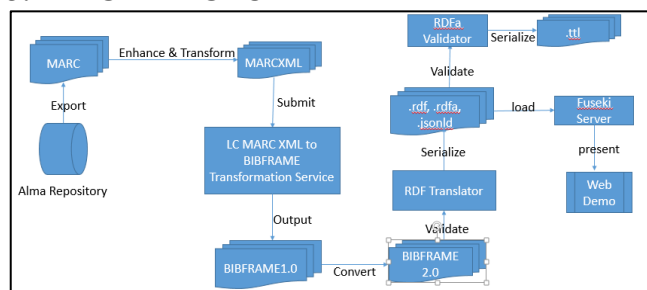 MARC
Enhance & Transform
MARCXML
Export
Alma Repository
Submit
LC MARC XML to
BIBFRAME
Transformation Service
Output
BIBFRAME1.0
Convert
BIBFRAME
2.0
Validate
RDF Translator
Serialize
.rdf, .rdfa,
.jsonld
Validate
RDFa
Validator
Serialize
.ttl
load
Fuseki
Server
present
Web
Demo